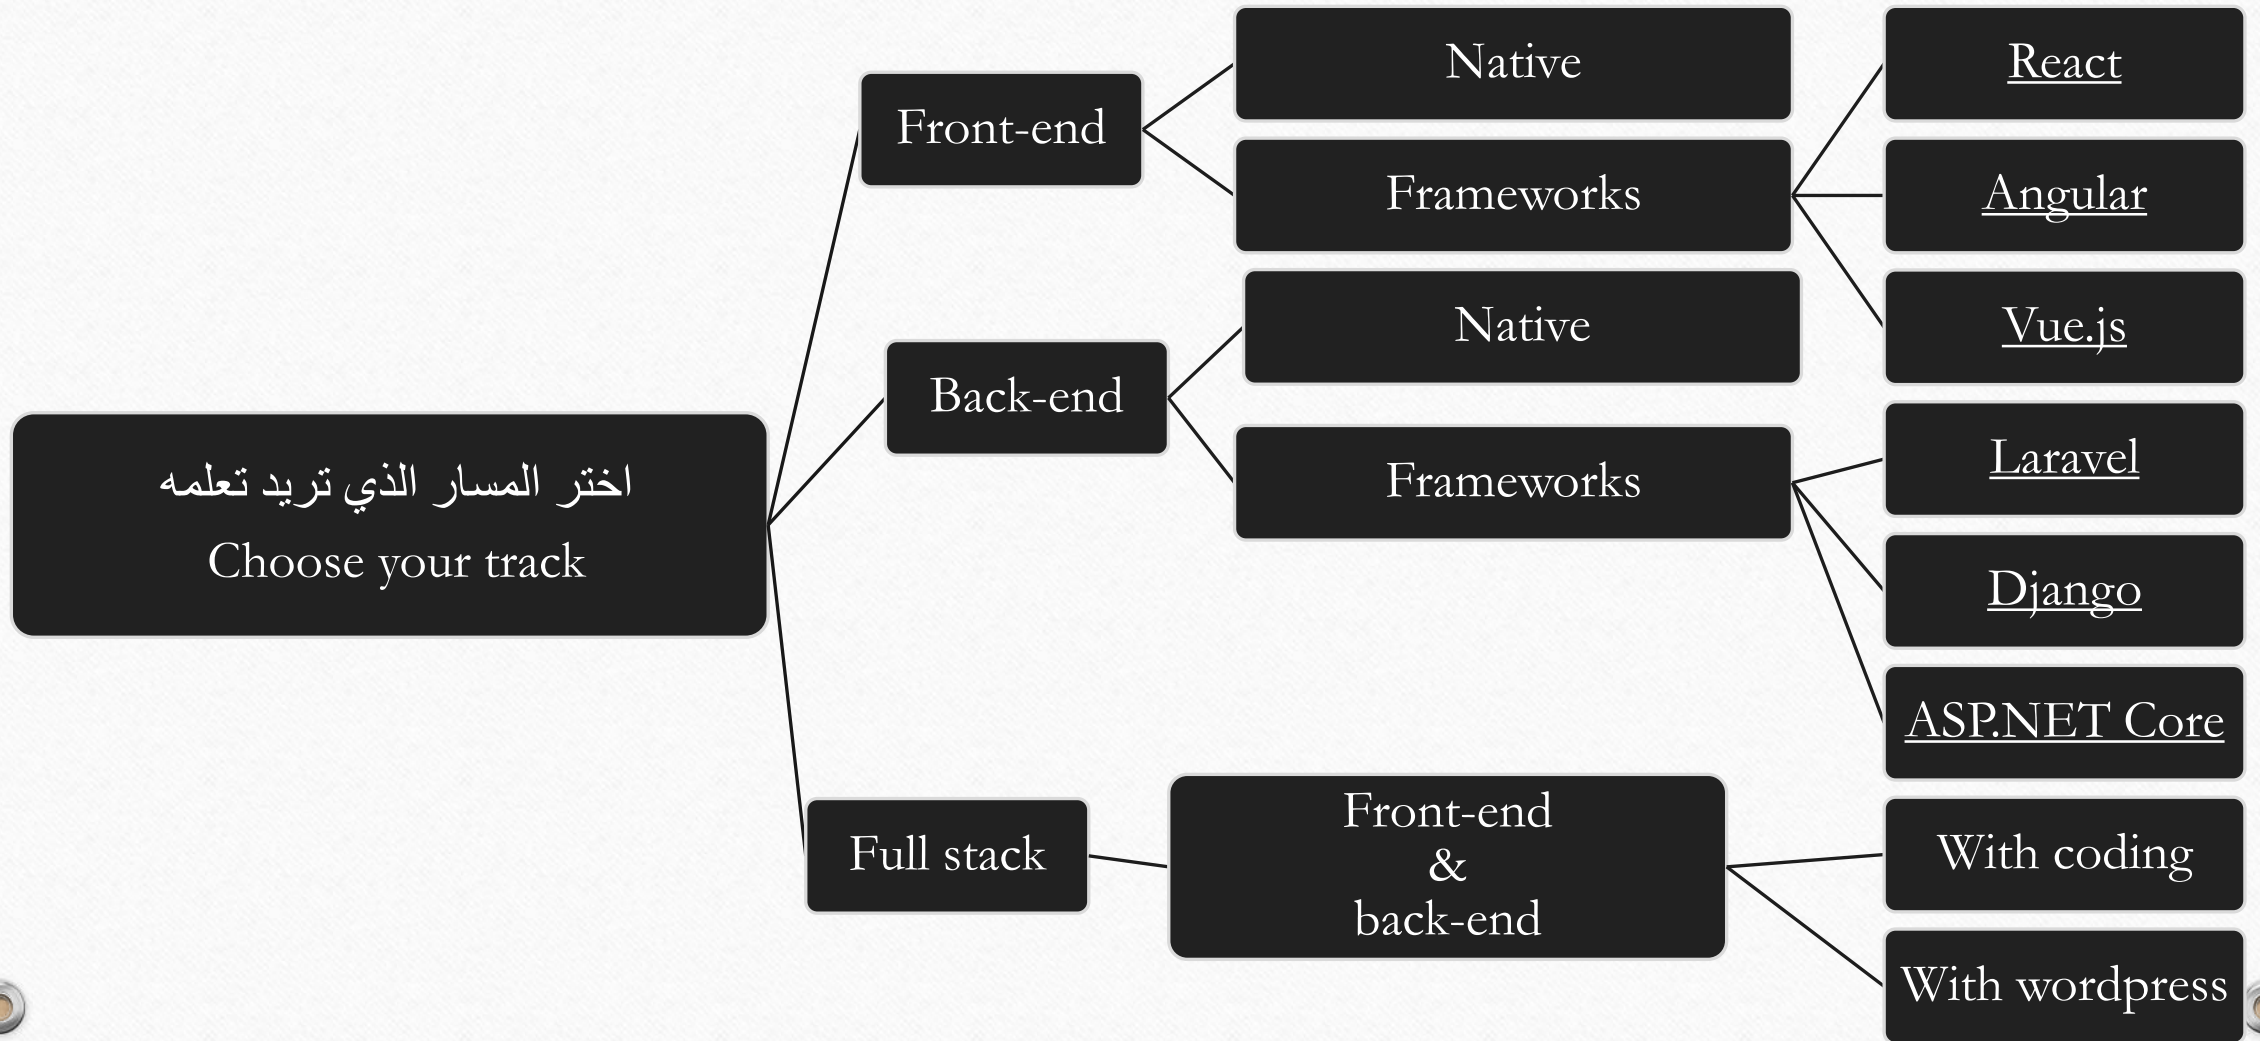 اختر المسار الذي تريد تعلمه
Choose your track
Front-end
Native
Frameworks
React
Angular
Vue.js
Back-end
Native
Frameworks
Laravel
Django
ASP.NET Core
Full stack
Front-end
&
back-end
With coding
With wordpress